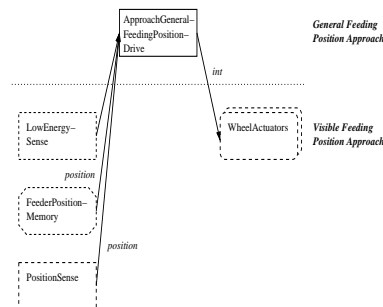 ApproachGeneral–
FeedingPosition–
Drive
General Feeding
Position Approach
int
LowEnergy–
Sense
WheelActuators
Visible Feeding
Position Approach
position
FeederPosition–
Memory
position
PositionSense